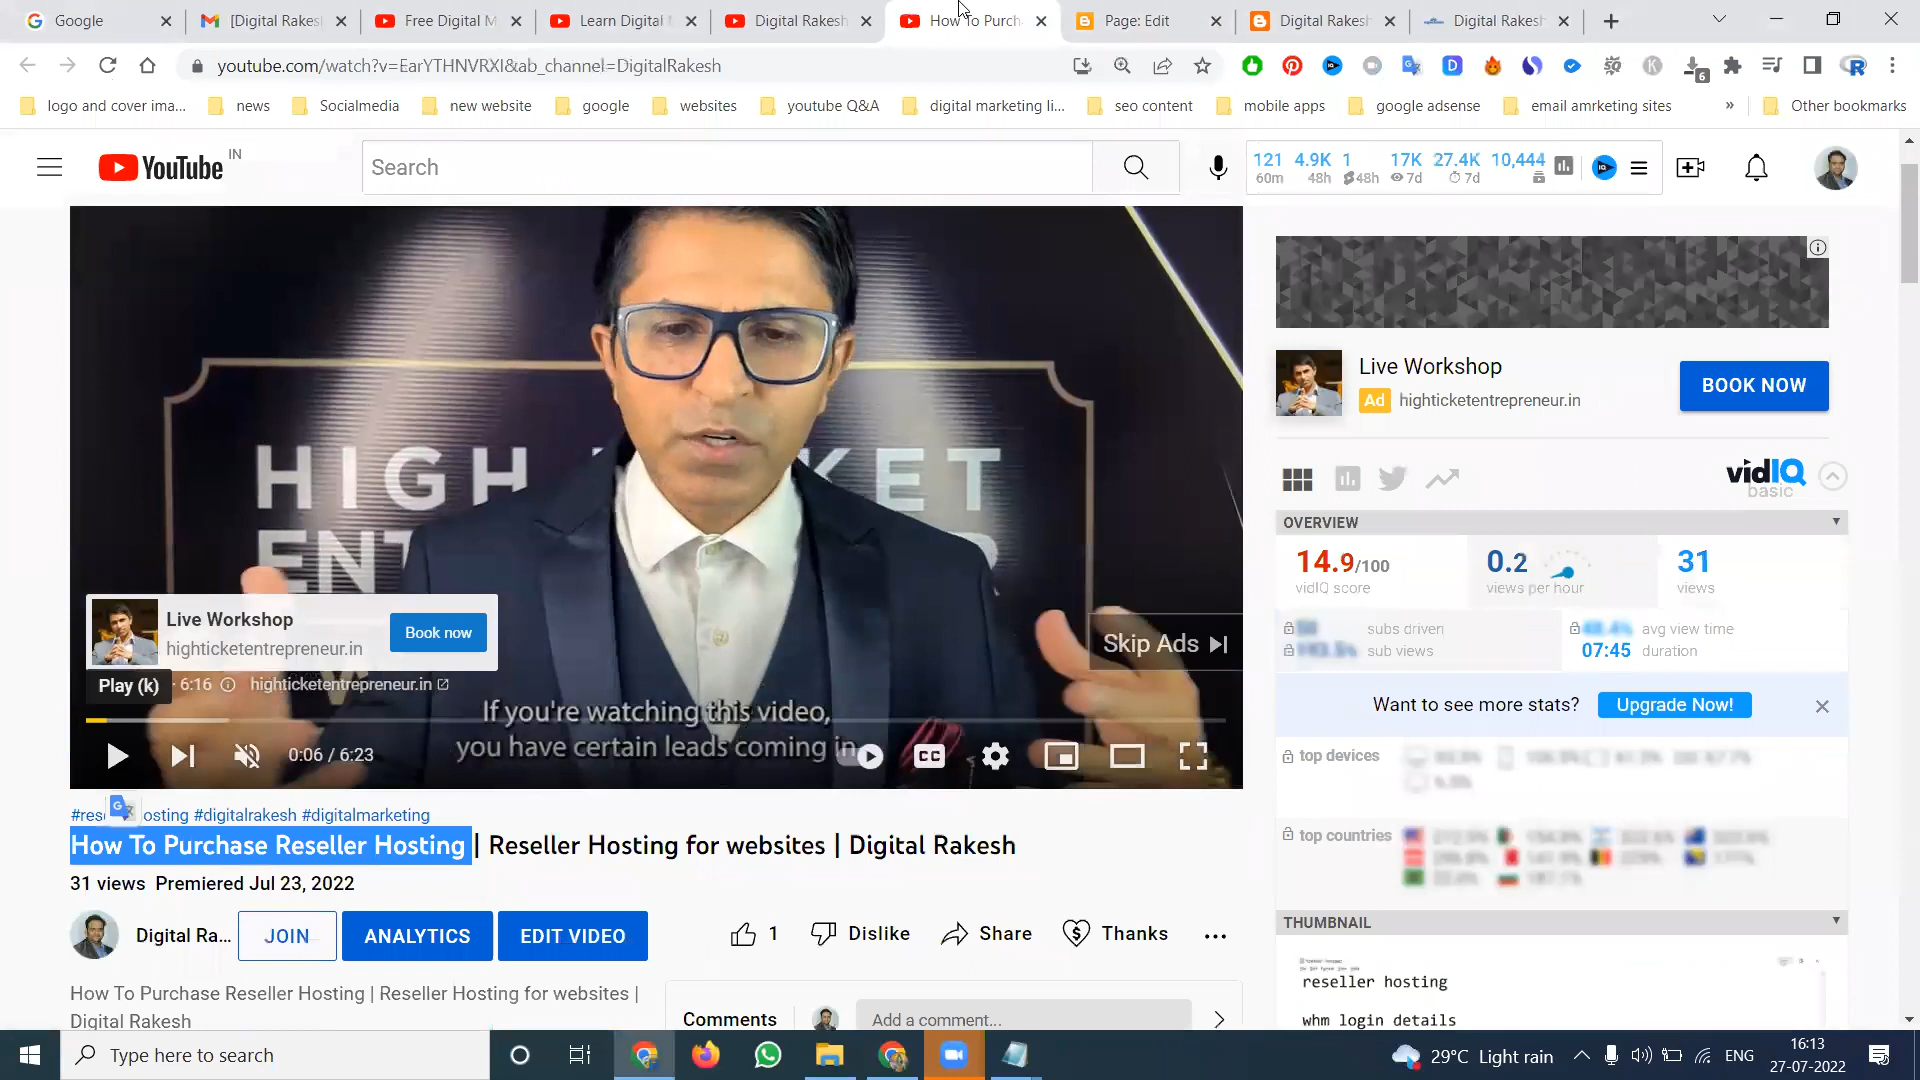 Google
[Digital Rakes
Free Digital M
Learn Digital
Digital Rakesh
How To Purch
Page: Edit
Digital Rakesh
Digital Rakesh
youtube.com/watch?v=EarYTHNVRXI&ab_channel=DigitalRakesh
6
logo and cover ima...
news
Socialmedia
new website
google
websites
youtube Q&A
digital marketing li...
seo content
mobile apps
google adsense
email amrketing sites
»
Other bookmarks
YouTube IN
Search
121 4.9K 1 17K 27.4K 10,444
60m 48h 48h 7d 7d
HIGH KET
ENT R
Live Workshop
highticketentrepreneur.in
Book now
Skip Ads
Play (k)
· 6:16
highticketentrepreneur.in
If you're watching this video,
you have certain leads coming in
0:06 / 6:23
CC
#rese osting #digitalrakesh #digitalmarketing
How To Purchase Reseller Hosting | Reseller Hosting for websites | Digital Rakesh
31 views Premiered Jul 23, 2022
Digital Ra...
JOIN
ANALYTICS
EDIT VIDEO
1
Dislike
Share
Thanks
How To Purchase Reseller Hosting | Reseller Hosting for websites |
Digital Rakesh
Comments
Add a comment...
Live Workshop
Ad highticketentrepreneur.in
BOOK NOW
vidIQ
basic
OVERVIEW
14.9/100
vidIQ score
0.2
views per hour
31
views
subs driven
sub views
avg view time
07:45 duration
Want to see more stats?
Upgrade Now!
top devices
top countries
THUMBNAIL
reseller hosting
whm login details
Type here to search
29°C Light rain
ENG
16:13
27-07-2022